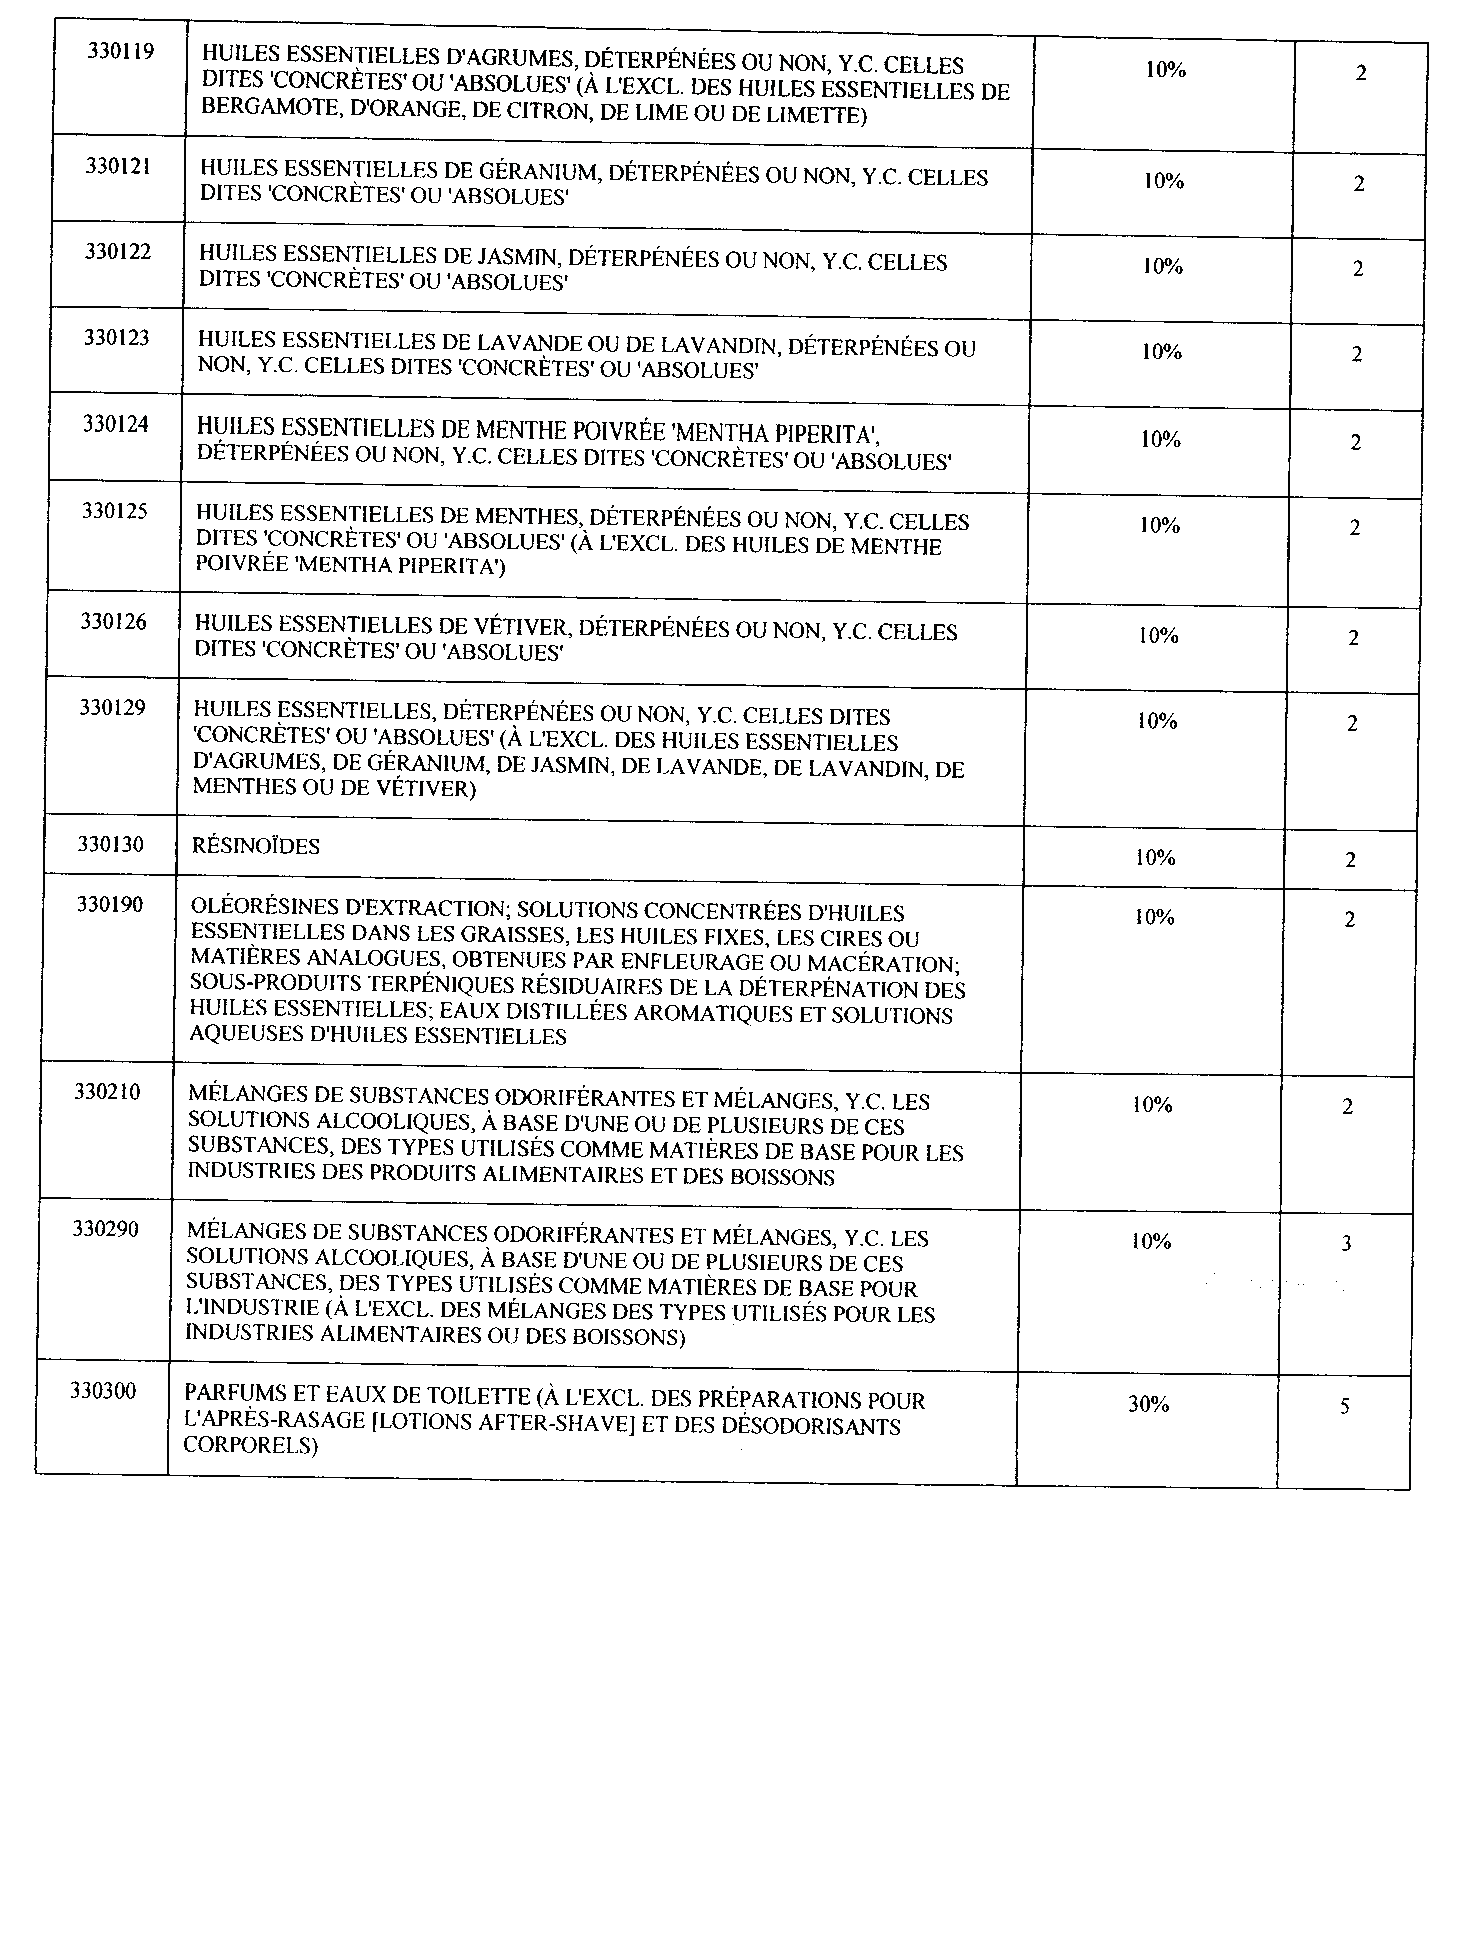 330119 HUILES ESSENTIELLES D'AGRUMES, DÉTERPÉNÉES OU NON, Y.C. CELLES 10% 2
DITES 'CONCRÈTES' OU 'ABSOLUES' (À L'EXCL. DES HUILES ESSENTIELLES DE
BERGAMOTE, D'ORANGE, DE CITRON, DE LIME OU DE LIMETTE)
330121 HUILES ESSENTIELLES DE GÉRANIUM, DÉTERPÉNÉES OU NON, Y.C. CELLES 10% 2
DITES 'CONCRÈTES' OU 'ABSOLUES'
330122 HUILES ESSENTIELLES DE JASMIN, DÉTERPÉNÉES OU NON, Y.C. CELLES 10% 2
DITES 'CONCRÈTES' OU 'ABSOLUES'
330123 HUILES ESSENTIELLES DE LAVANDE OU DE LAVANDIN, DÉTERPÉNÉES OU 10% 2
NON, Y.C. CELLES DITES 'CONCRÈTES' OU 'ABSOLUES'
330124 HUILES ESSENTIELLES DE MENTHE POIVRÉE 'MENTHA PIPERITA', 10% 2
DÉTERPÉNÉES OU NON, Y.C. CELLES DITES 'CONCRÈTES' OU 'ABSOLUES'
330125 HUILES ESSENTIELLES DE MENTHES, DÉTERPÉNÉES OU NON, Y.C. CELLES 10% 2
DITES 'CONCRÈTES' OU 'ABSOLUES' (À L'EXCL. DES HUILES DE MENTHE
POIVRÉE 'MENTHA PIPERITA')
330126 HUILES ESSENTIELLES DE VÉTIVER, DÉTERPÉNÉES OU NON, Y.C. CELLES 10% 2
DITES 'CONCRÈTES' OU 'ABSOLUES'
330129 HUILES ESSENTIELLES, DÉTERPÉNÉES OU NON, Y.C. CELLES DITES 10% 2
'CONCRÈTES' OU 'ABSOLUES' (À L'EXCL. DES HUILES ESSENTIELLES
D'AGRUMES, DE GÉRANIUM, DE JASMIN, DE LAVANDE, DE LAVANDIN, DE
MENTHES OU DE VÉTIVER)
330130 RÉSINOÏDES 10% 2
330190 OLÉORÉSINES D'EXTRACTION; SOLUTIONS CONCENTRÉES D'HUILES 10% 2
ESSENTIELLES DANS LES GRAISSES, LES HUILES FIXES, LES CIRES OU
MATIÈRES ANALOGUES, OBTENUES PAR ENFLEURAGE OU MACÉRATION;
SOUS-PRODUITS TERPÉNIQUES RÉSIDUAIRES DE LA DÉTERPÉNATION DES
HUILES ESSENTIELLES; EAUX DISTILLÉES AROMATIQUES ET SOLUTIONS
AQUEUSES D'HUILES ESSENTIELLES
330210 MÉLANGES DE SUBSTANCES ODORIFÉRANTES ET MÉLANGES, Y.C. LES 10% 2
SOLUTIONS ALCOOLIQUES, À BASE D'UNE OU DE PLUSIEURS DE CES
SUBSTANCES, DES TYPES UTILISÉS COMME MATIÈRES DE BASE POUR LES
INDUSTRIES DES PRODUITS ALIMENTAIRES ET DES BOISSONS
330290 MÉLANGES DE SUBSTANCES ODORIFÉRANTES ET MÉLANGES, Y.C. LES 10% 3
SOLUTIONS ALCOOLIQUES, À BASE D'UNE OU DE PLUSIEURS DE CES
SUBSTANCES, DES TYPES UTILISÉS COMME MATIÈRES DE BASE POUR
L'INDUSTRIE (À L'EXCL. DES MÉLANGES DES TYPES UTILISÉS POUR LES
INDUSTRIES ALIMENTAIRES OU DES BOISSONS)
330300 PARFUMS ET EAUX DE TOILETTE (À L'EXCL. DES PRÉPARATIONS POUR 30% 5
L'APRÈS-RASAGE [LOTIONS AFTER-SHAVE] ET DES DÉSODORISANTS
CORPORELS)